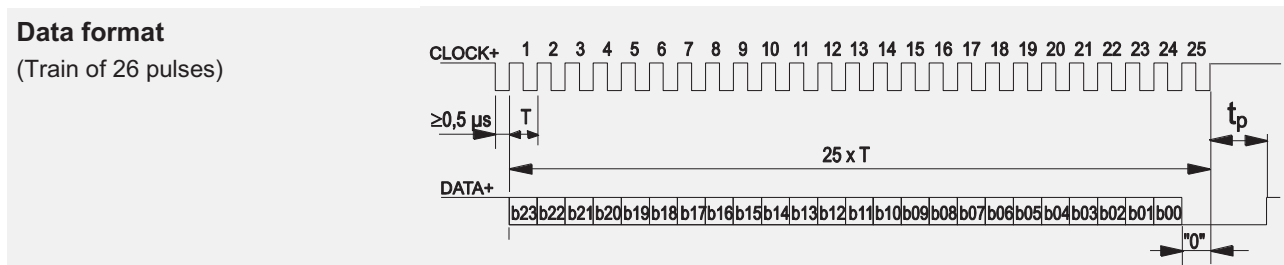 Data format
(Train of 26 pulses)
CLOCK+ 1 2 3 4 5 6 7 8 9 10 11 12 13 14 15 16 17 18 19 20 21 22 23 24 25
≥0,5 µs T tp
25 x T
DATA+
b23 b22 b21 b20 b19 b18 b17 b16 b15 b14 b13 b12 b11 b10 b09 b08 b07 b06 b05 b04 b03 b02 b01 b00
"0"